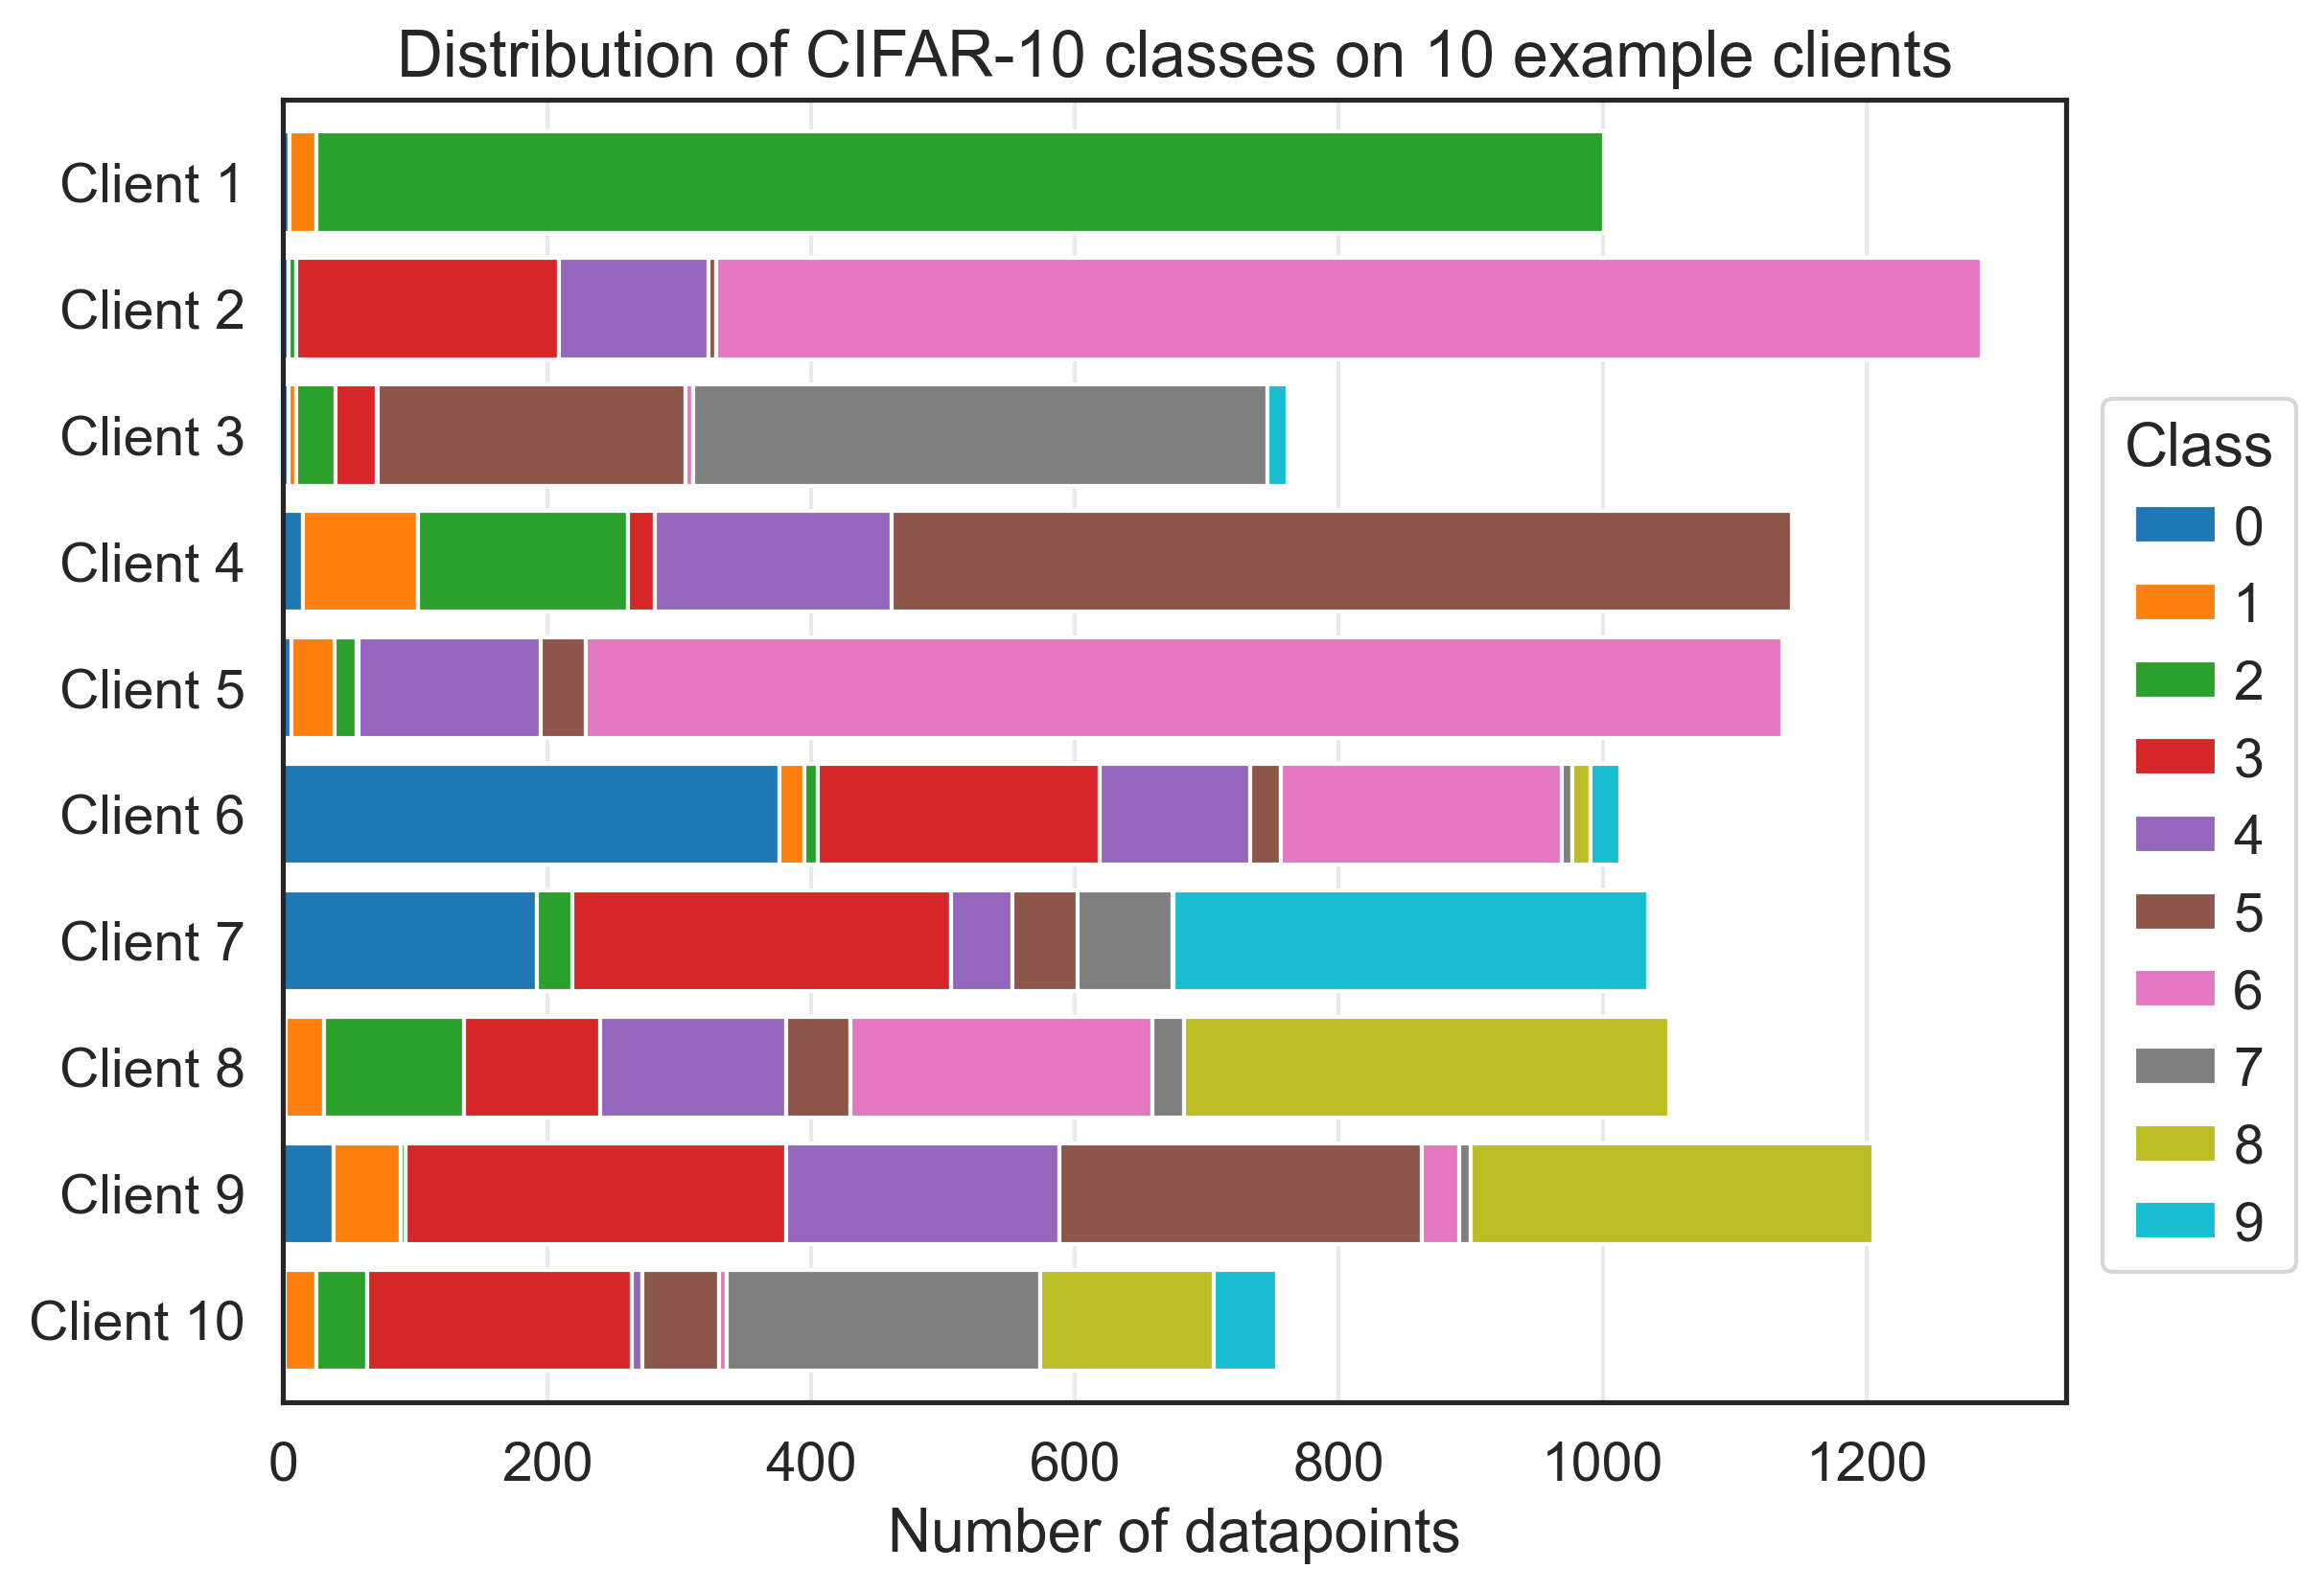 Distribution of CIFAR-10 classes on 10 example clients
Client 1
Client 2
Client 3
Client 4
Client 5
Client 6
Client 7
Client 8
Client 9
Client 10
0 200 400 600 800 1000 1200
Number of datapoints
Class
0
1
2
3
4
5
6
7
8
9